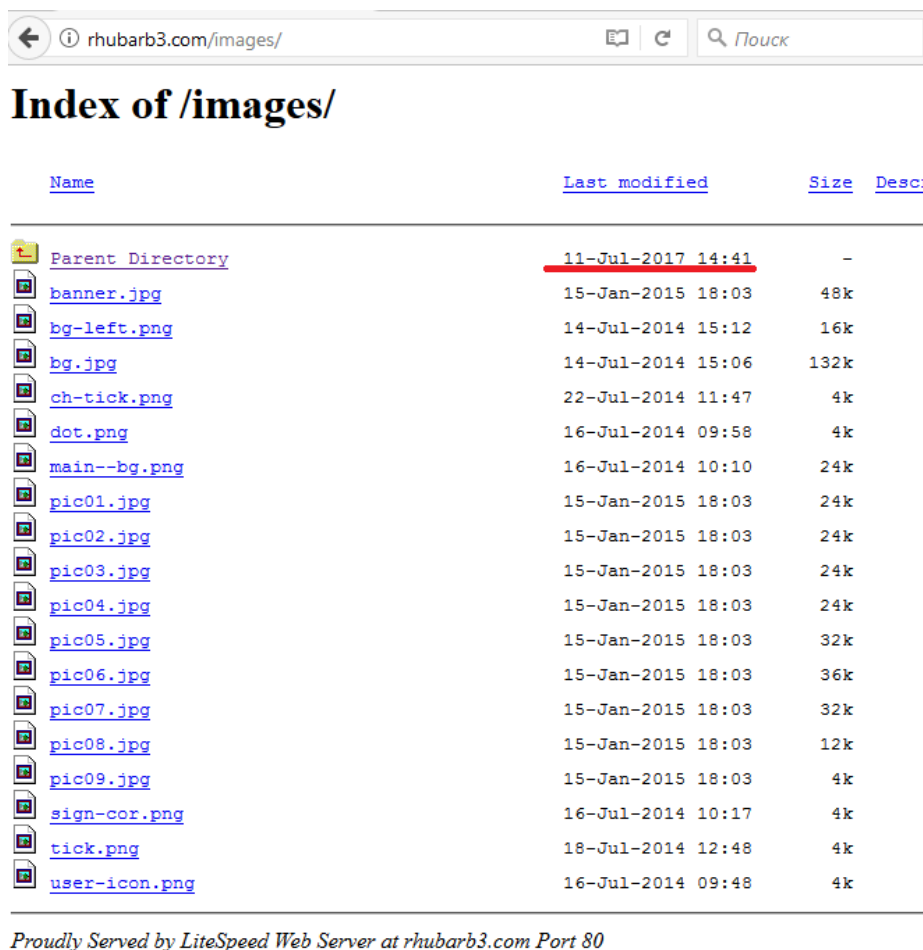 rhubarb3.com/images/ Поиск
Index of /images/
Name Last modified Size
Parent Directory 11-Jul-2017 14:41 -
banner.jpg 15-Jan-2015 18:03 48k
bg-left.png 14-Jul-2014 15:12 16k
bg.jpg 14-Jul-2014 15:06 132k
ch-tick.png 22-Jul-2014 11:47 4k
dot.png 16-Jul-2014 09:58 4k
main--bg.png 16-Jul-2014 10:10 24k
pic01.jpg 15-Jan-2015 18:03 24k
pic02.jpg 15-Jan-2015 18:03 24k
pic03.jpg 15-Jan-2015 18:03 24k
pic04.jpg 15-Jan-2015 18:03 24k
pic05.jpg 15-Jan-2015 18:03 32k
pic06.jpg 15-Jan-2015 18:03 36k
pic07.jpg 15-Jan-2015 18:03 32k
pic08.jpg 15-Jan-2015 18:03 12k
pic09.jpg 15-Jan-2015 18:03 4k
sign-cor.png 16-Jul-2014 10:17 4k
tick.png 18-Jul-2014 12:48 4k
user-icon.png 16-Jul-2014 09:48 4k
Proudly Served by LiteSpeed Web Server at rhubarb3.com Port 80